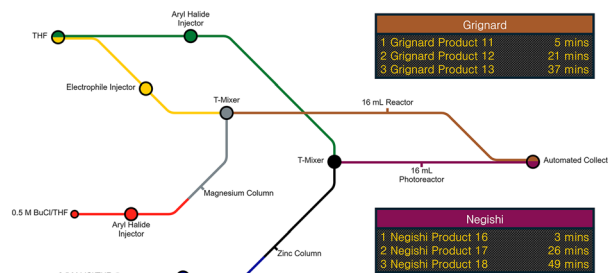 Aryl Halide
Injector
THF
Grignard
1 Grignard Product 11 5 mins
2 Grignard Product 12 21 mins
3 Grignard Product 13 37 mins
Electrophile Injector
T-Mixer
16 mL Reactor
T-Mixer
16 mL
Photoreactor
Automated Collect
Magnesium Column
0.5 M BuCl/THF
Aryl Halide
Injector
Negishi
1 Negishi Product 16 3 mins
2 Negishi Product 17 26 mins
3 Negishi Product 18 49 mins
Zinc Column